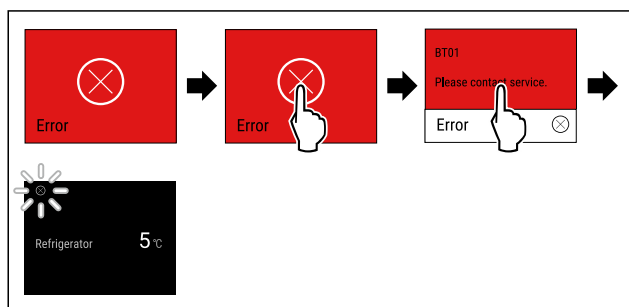 Error
Error
BT01
Please contact service.
Error
Refrigerator 5 °C